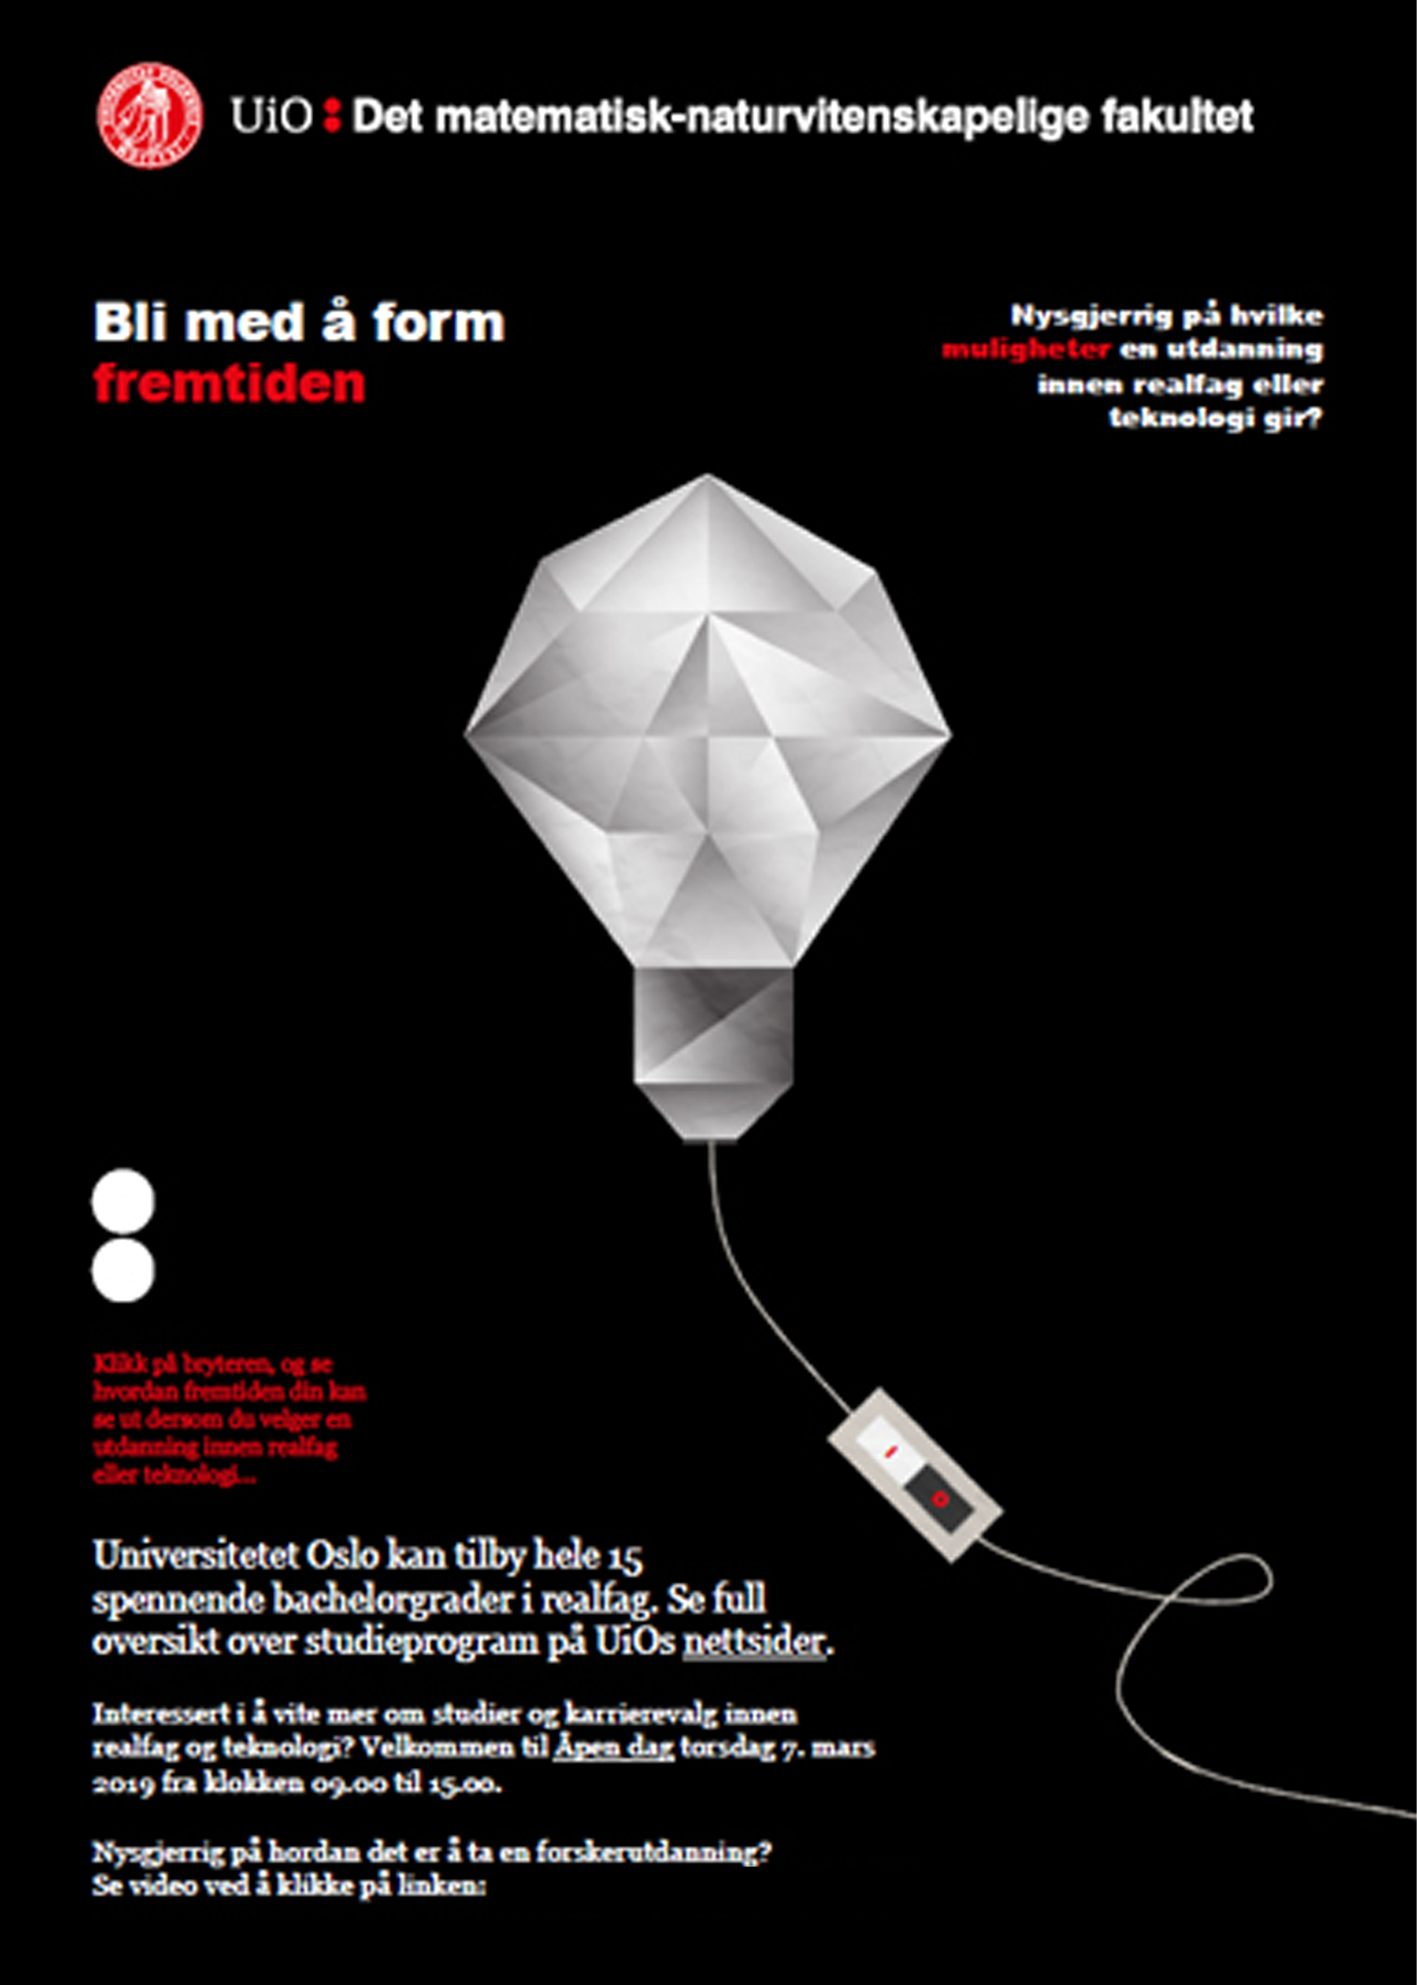 UiO : Det matematisk-naturvitenskapelige fakultet
Bli med å form
fremtiden
Nysgjerrig på hvilke
muligheter en utdanning
innen realfag eller
teknologi gir?
Klikk på bryteren, og se
hvordan fremtiden din kan
se ut dersom du velger en
utdanning innen realfag
eller teknologi...
Universitetet Oslo kan tilby hele 15
spennende bachelorgrader i realfag. Se full
oversikt over studieprogram på UiOs nettsider.
Interessert i å vite mer om studier og karrierevalg innen
realfag og teknologi? Velkommen til Åpen dag torsdag 7. mars
2019 fra klokken 09.00 til 15.00.
Nysgjerrig på hordan det er å ta en forskerutdanning?
Se video ved å klikke på linken: